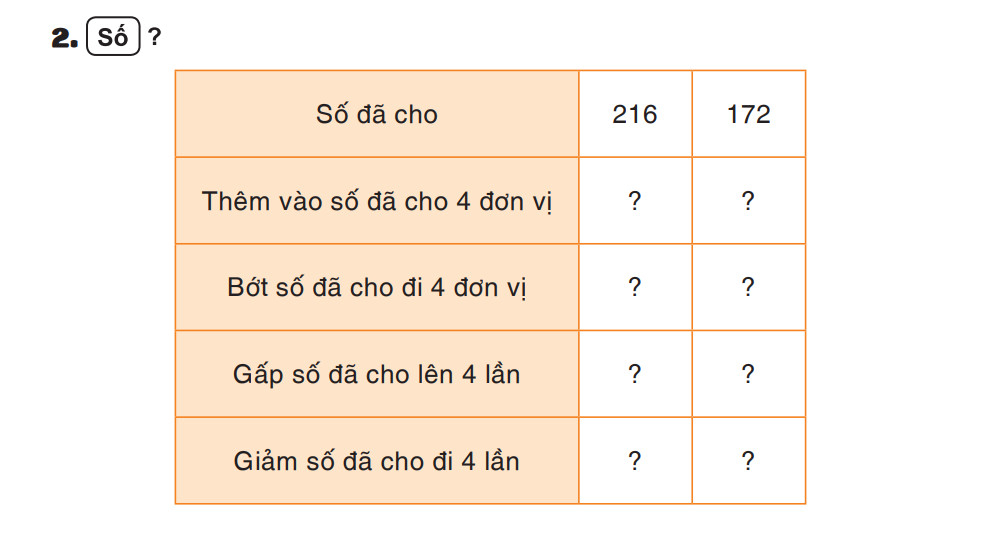 2. Số ?
Số đã cho 216 172
Thêm vào số đã cho 4 đơn vị ? ?
Bớt số đã cho đi 4 đơn vị ? ?
Gấp số đã cho lên 4 lần ? ?
Giảm số đã cho đi 4 lần ? ?